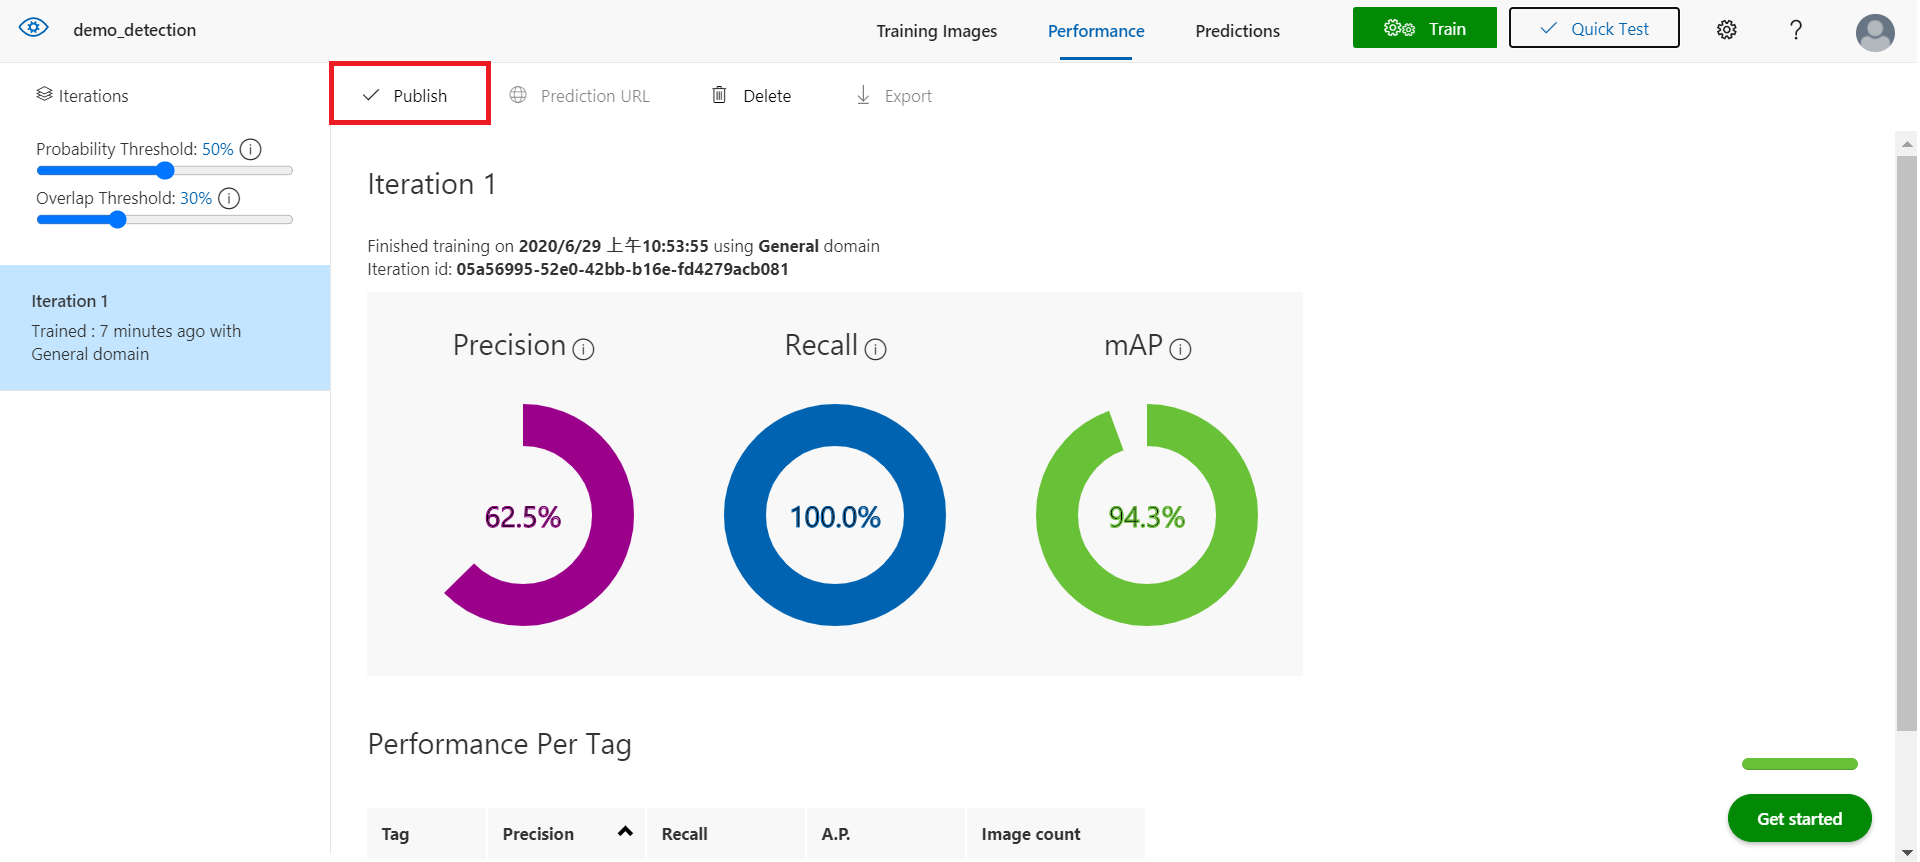 demo_detection
Training Images
Performance
Predictions
Train
Quick Test
?
Iterations
Publish
Prediction URL
Delete
Export
Probability Threshold: 50% i
Overlap Threshold: 30% i
Iteration 1
Trained : 7 minutes ago with
General domain
Iteration 1
Finished training on 2020/6/29 上午10:53:55 using General domain
Iteration id: 05a56995-52e0-42bb-b16e-fd4279acb081
Precision i
Recall i
mAP i
62.5%
100.0%
94.3%
Performance Per Tag
Tag
Precision
Recall
A.P.
Image count
Get started